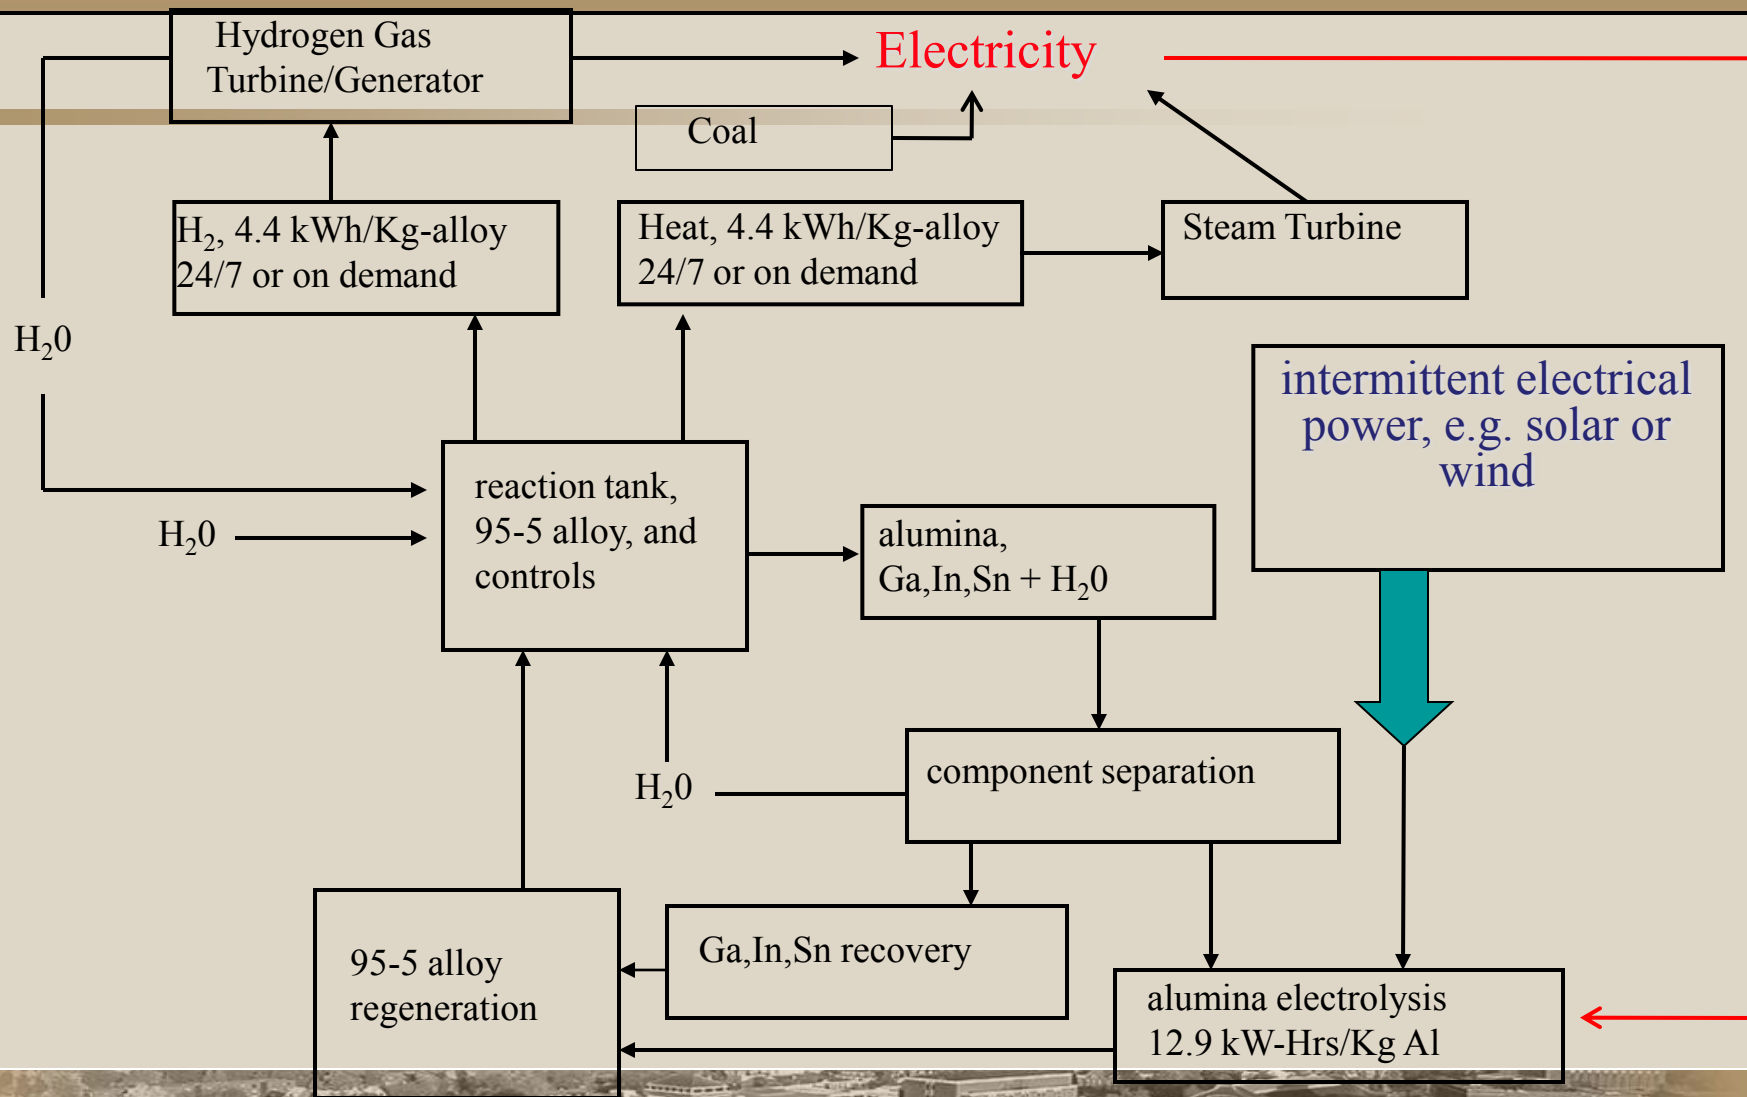 Hydrogen Gas
Turbine/Generator
Electricity
Coal
H₂, 4.4 kWh/Kg-alloy
24/7 or on demand
Heat, 4.4 kWh/Kg-alloy
24/7 or on demand
Steam Turbine
H₂0
intermittent electrical
power, e.g. solar or
wind
reaction tank,
95-5 alloy, and
controls
H₂0
alumina,
Ga,In,Sn + H₂0
component separation
H₂0
95-5 alloy
regeneration
Ga,In,Sn recovery
alumina electrolysis
12.9 kW-Hrs/Kg Al